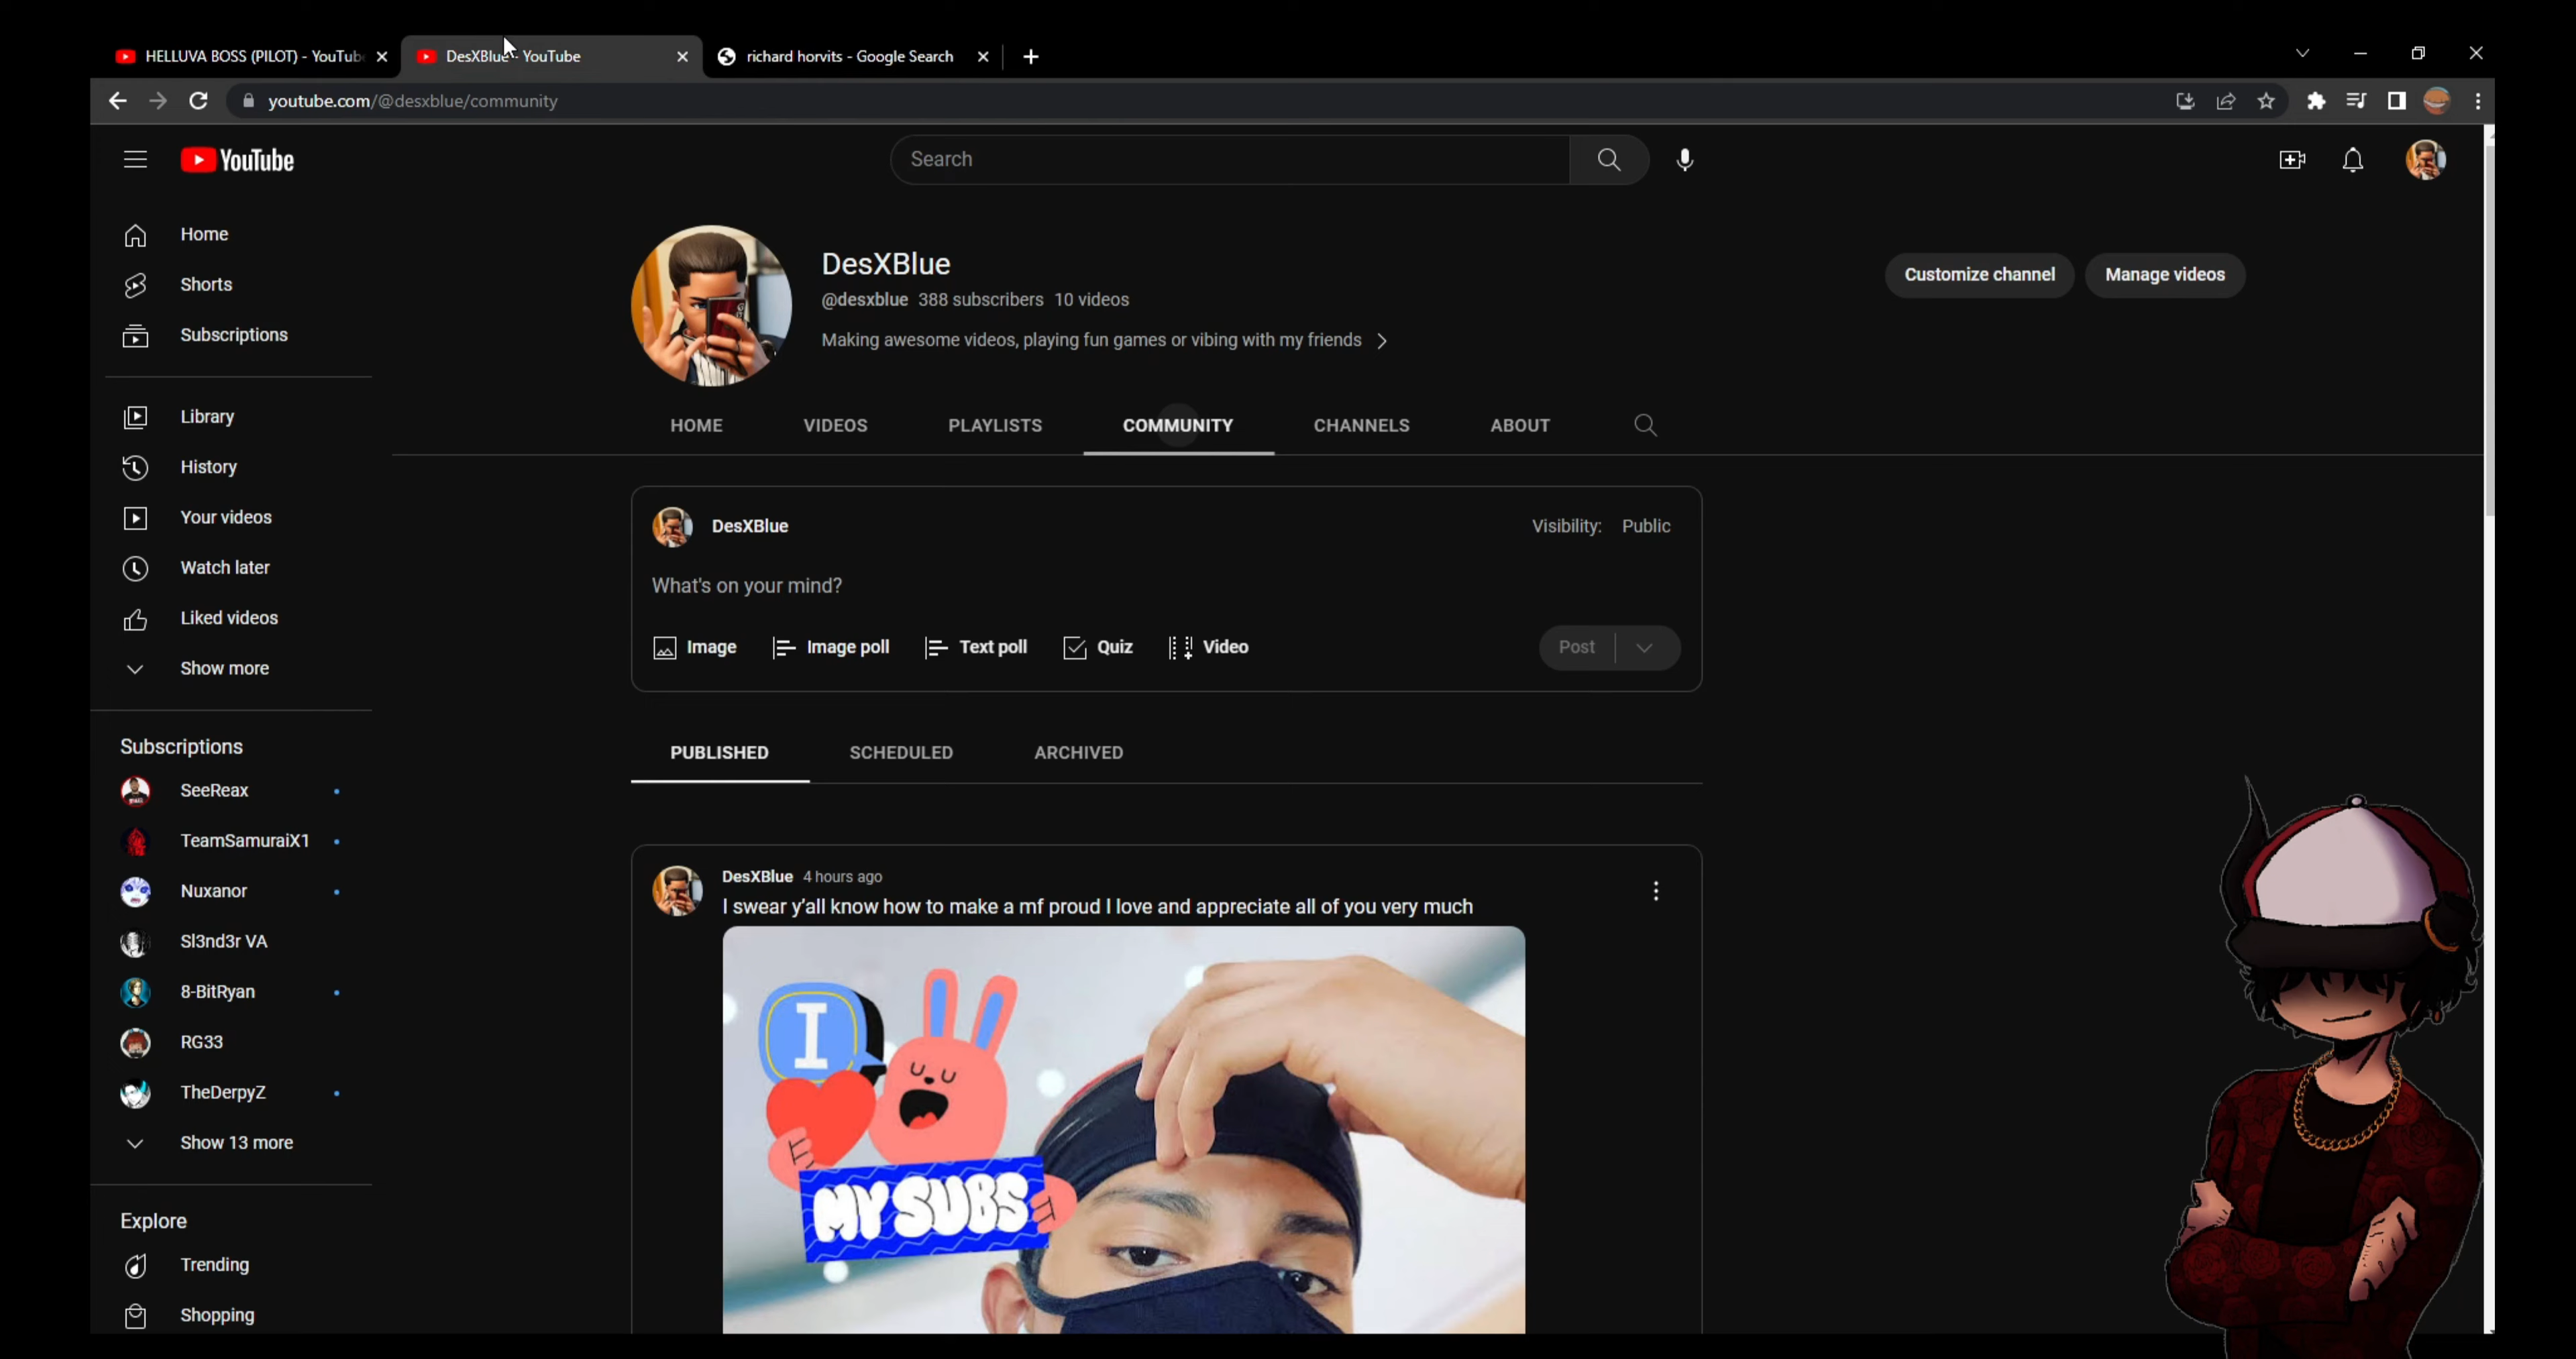 HELLUVA BOSS (PILOT) - YouTube
DesXBlue - YouTube
richard horvits - Google Search
youtube.com/@desxblue/community
YouTube
Search
Home
Shorts
Subscriptions
Library
History
Your videos
Watch later
Liked videos
Show more
Subscriptions
SeeReax
TeamSamuraiX1
Nuxanor
Sl3nd3r VA
8-BitRyan
RG33
TheDerpyZ
Show 13 more
Explore
Trending
Shopping
DesXBlue
@desxblue 388 subscribers 10 videos
Making awesome videos, playing fun games or vibing with my friends
Customize channel
Manage videos
HOME VIDEOS PLAYLISTS COMMUNITY CHANNELS ABOUT
DesXBlue
Visibility: Public
What's on your mind?
Image Image poll Text poll Quiz Video
Post
PUBLISHED SCHEDULED ARCHIVED
DesXBlue 4 hours ago
I swear y'all know how to make a mf proud I love and appreciate all of you very much
I
MY SUBS